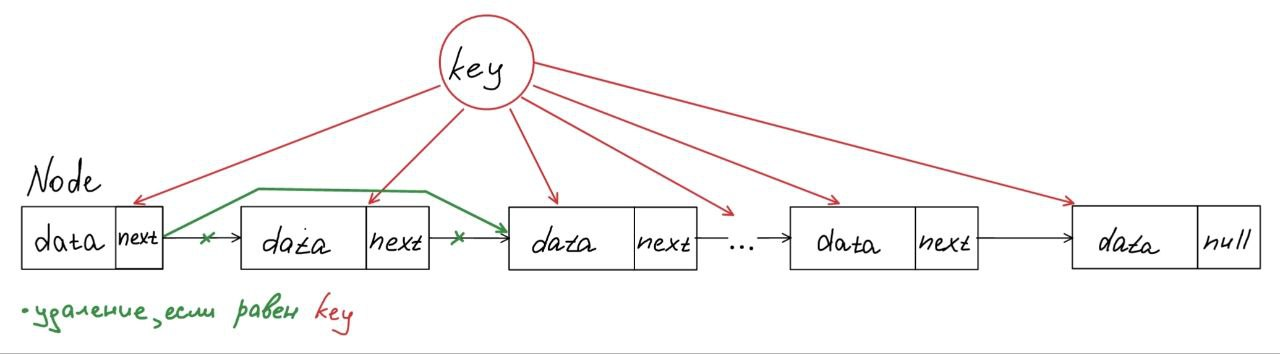 key
Node
data next data next data next ... data next data null
• удаление, если равен key